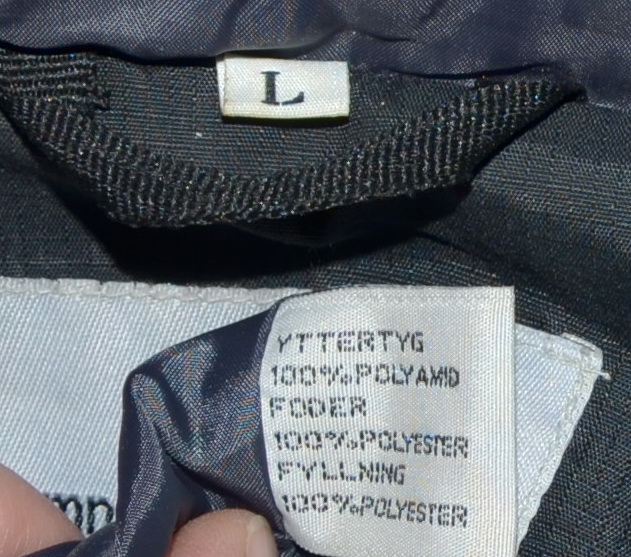 L
YTTERTYG
100%POLYAMID
FODER
100%POLYESTER
FYLLNING
100%POLYESTER